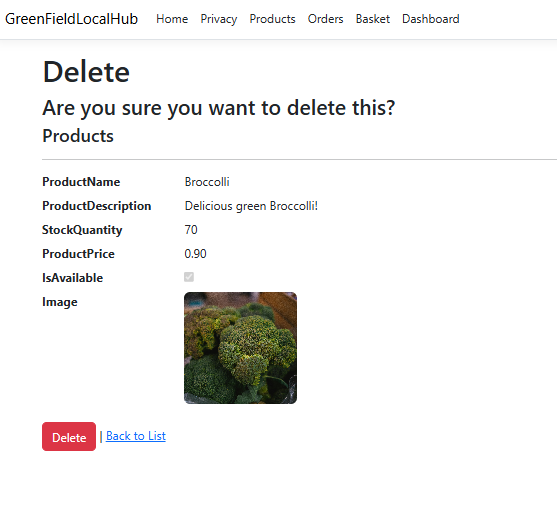 GreenFieldLocalHub Home Privacy Products Orders Basket Dashboard
Delete
Are you sure you want to delete this?
Products
ProductName Broccolli
ProductDescription Delicious green Broccolli!
StockQuantity 70
ProductPrice 0.90
IsAvailable
Image
Delete | Back to List